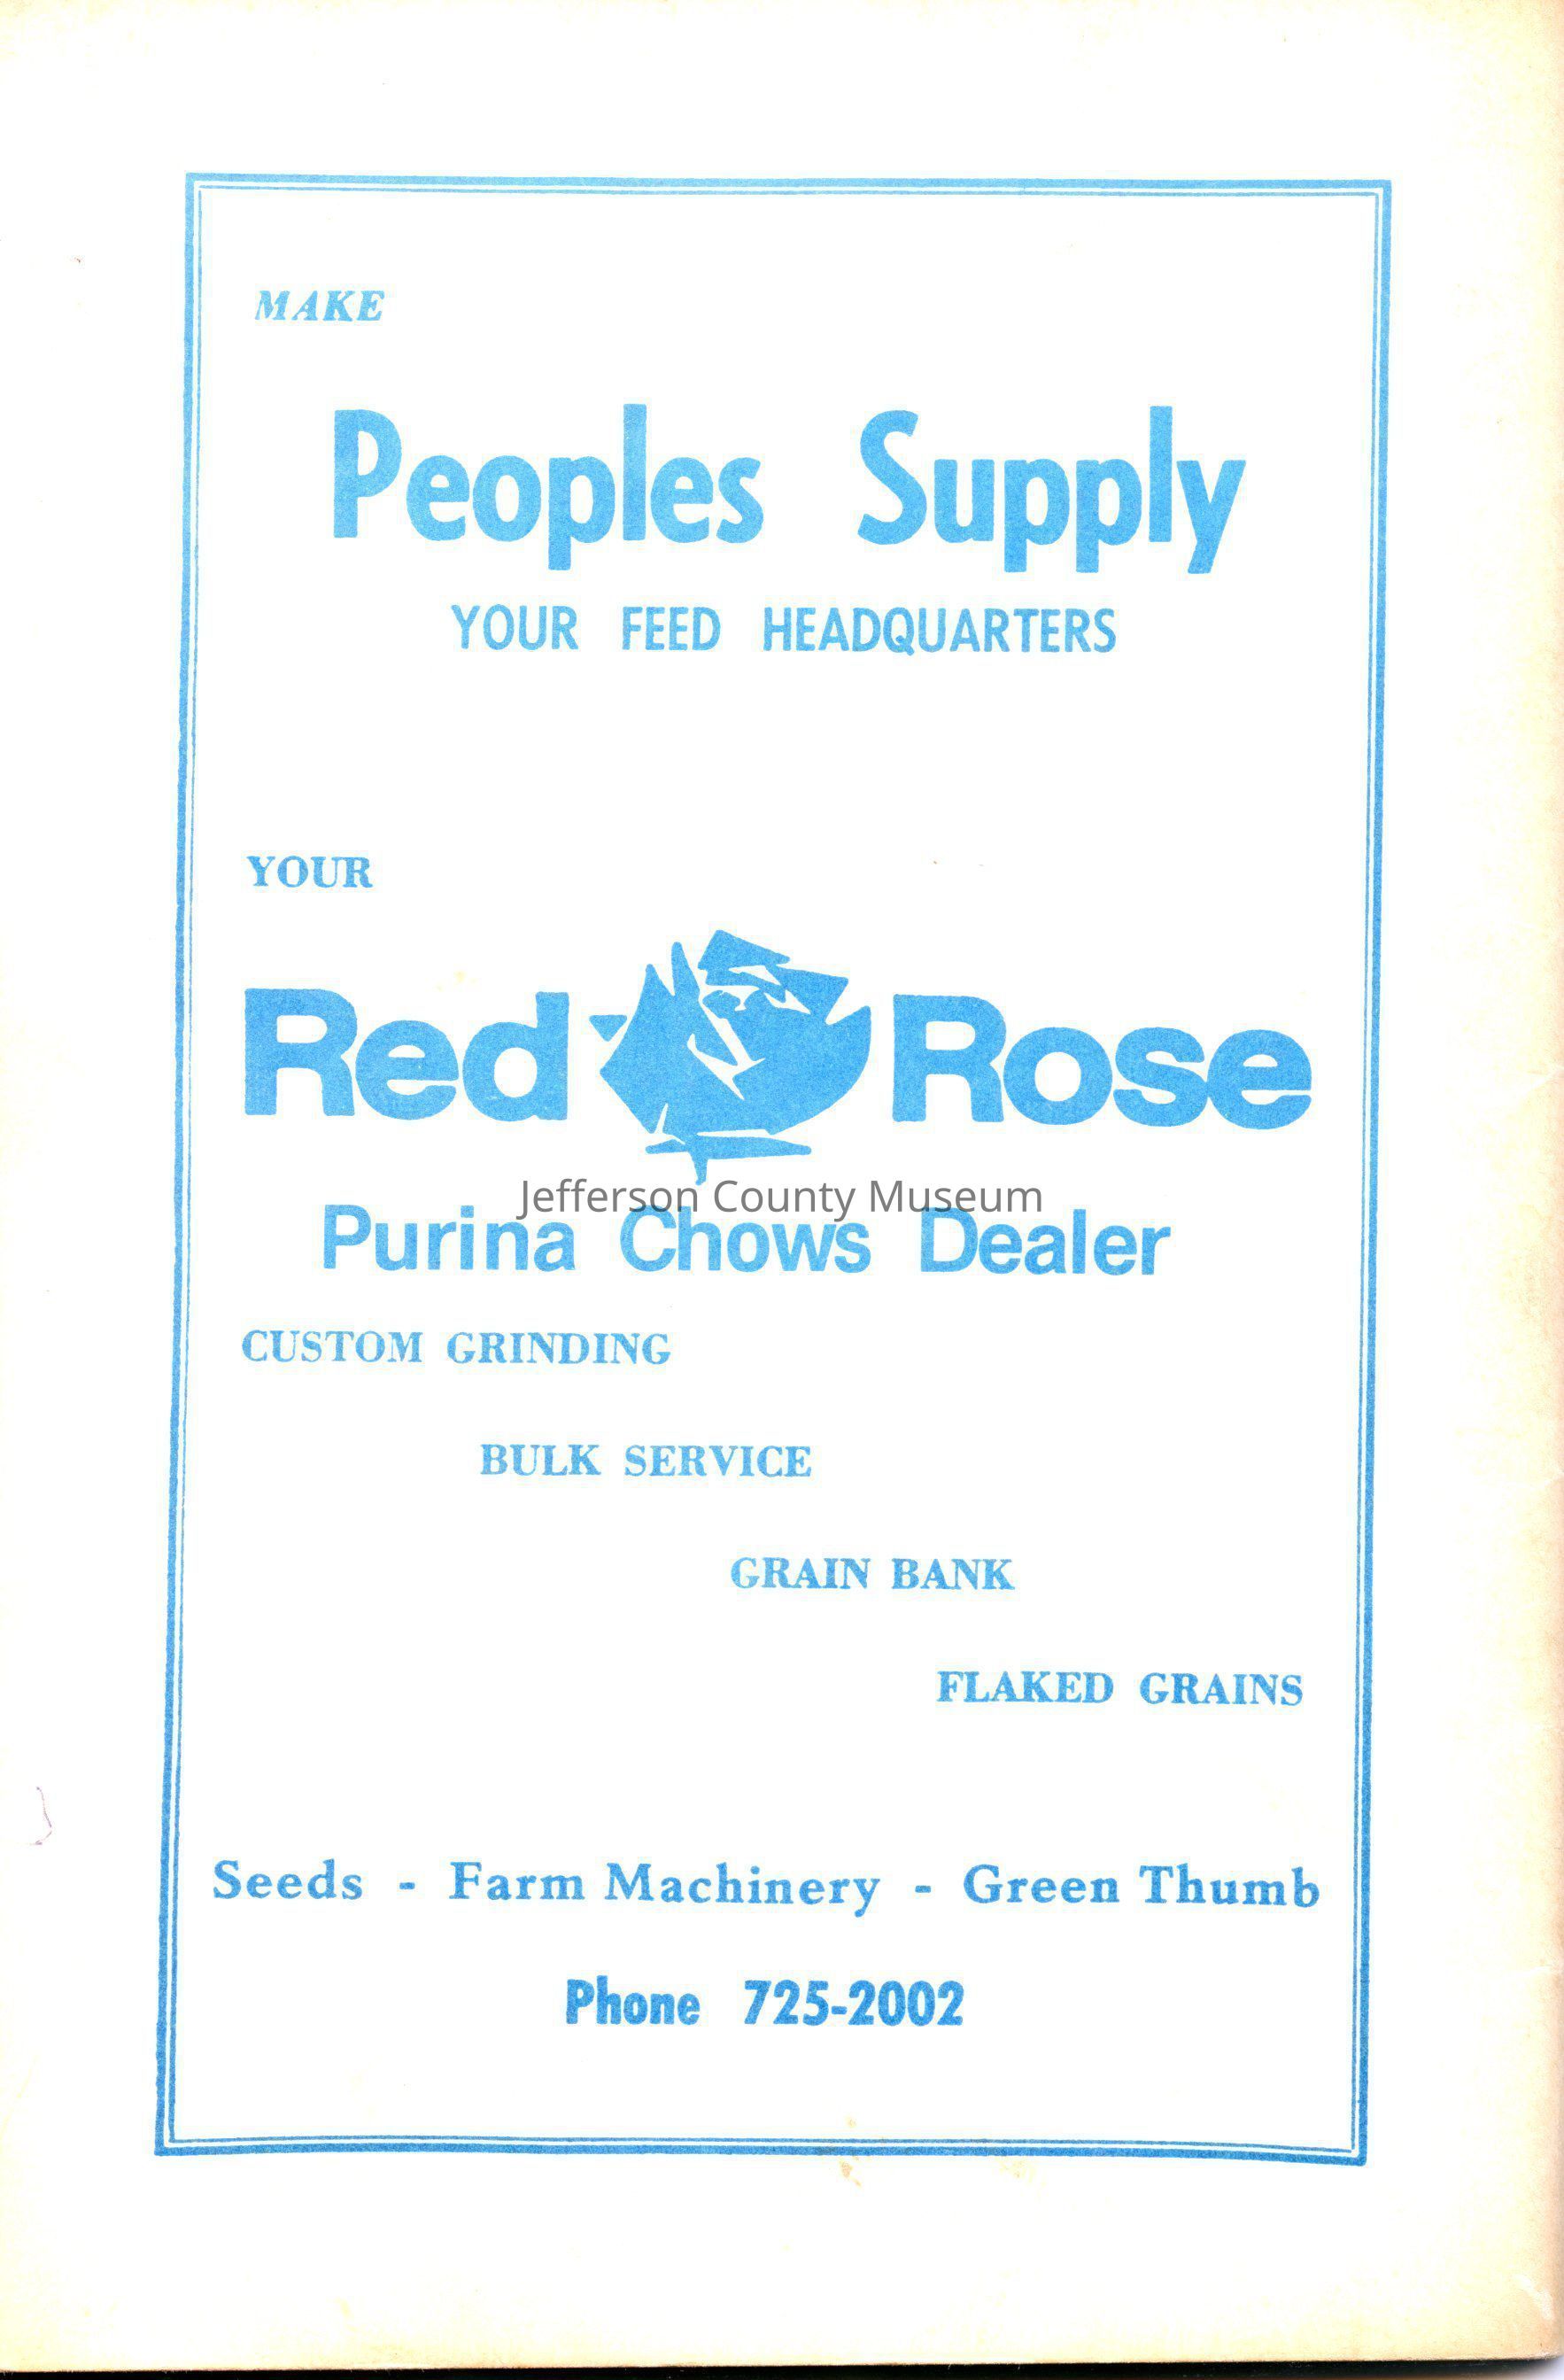 MAKE
Peoples Supply
YOUR FEED HEADQUARTERS
YOUR
Red Rose
Jefferson County Museum
Purina Chows Dealer
CUSTOM GRINDING
BULK SERVICE
GRAIN BANK
FLAKED GRAINS
Seeds - Farm Machinery - Green Thumb
Phone 725-2002